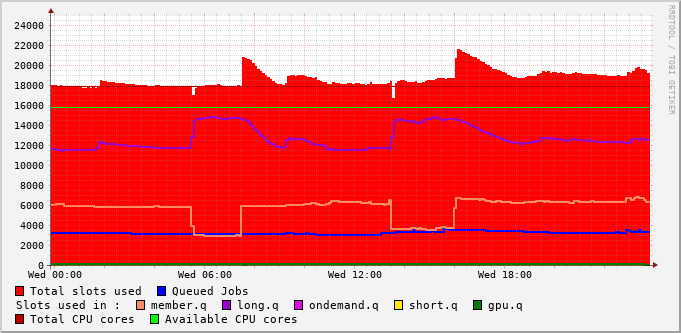 24000
22000
20000
18000
16000
14000
12000
10000
8000
6000
4000
2000
0
Wed 00:00 Wed 06:00 Wed 12:00 Wed 18:00
Total slots used Queued Jobs
Slots used in : member.q long.q ondemand.q short.q gpu.q
Total CPU cores Available CPU cores
RRDTOOL / TOBI OETIKER